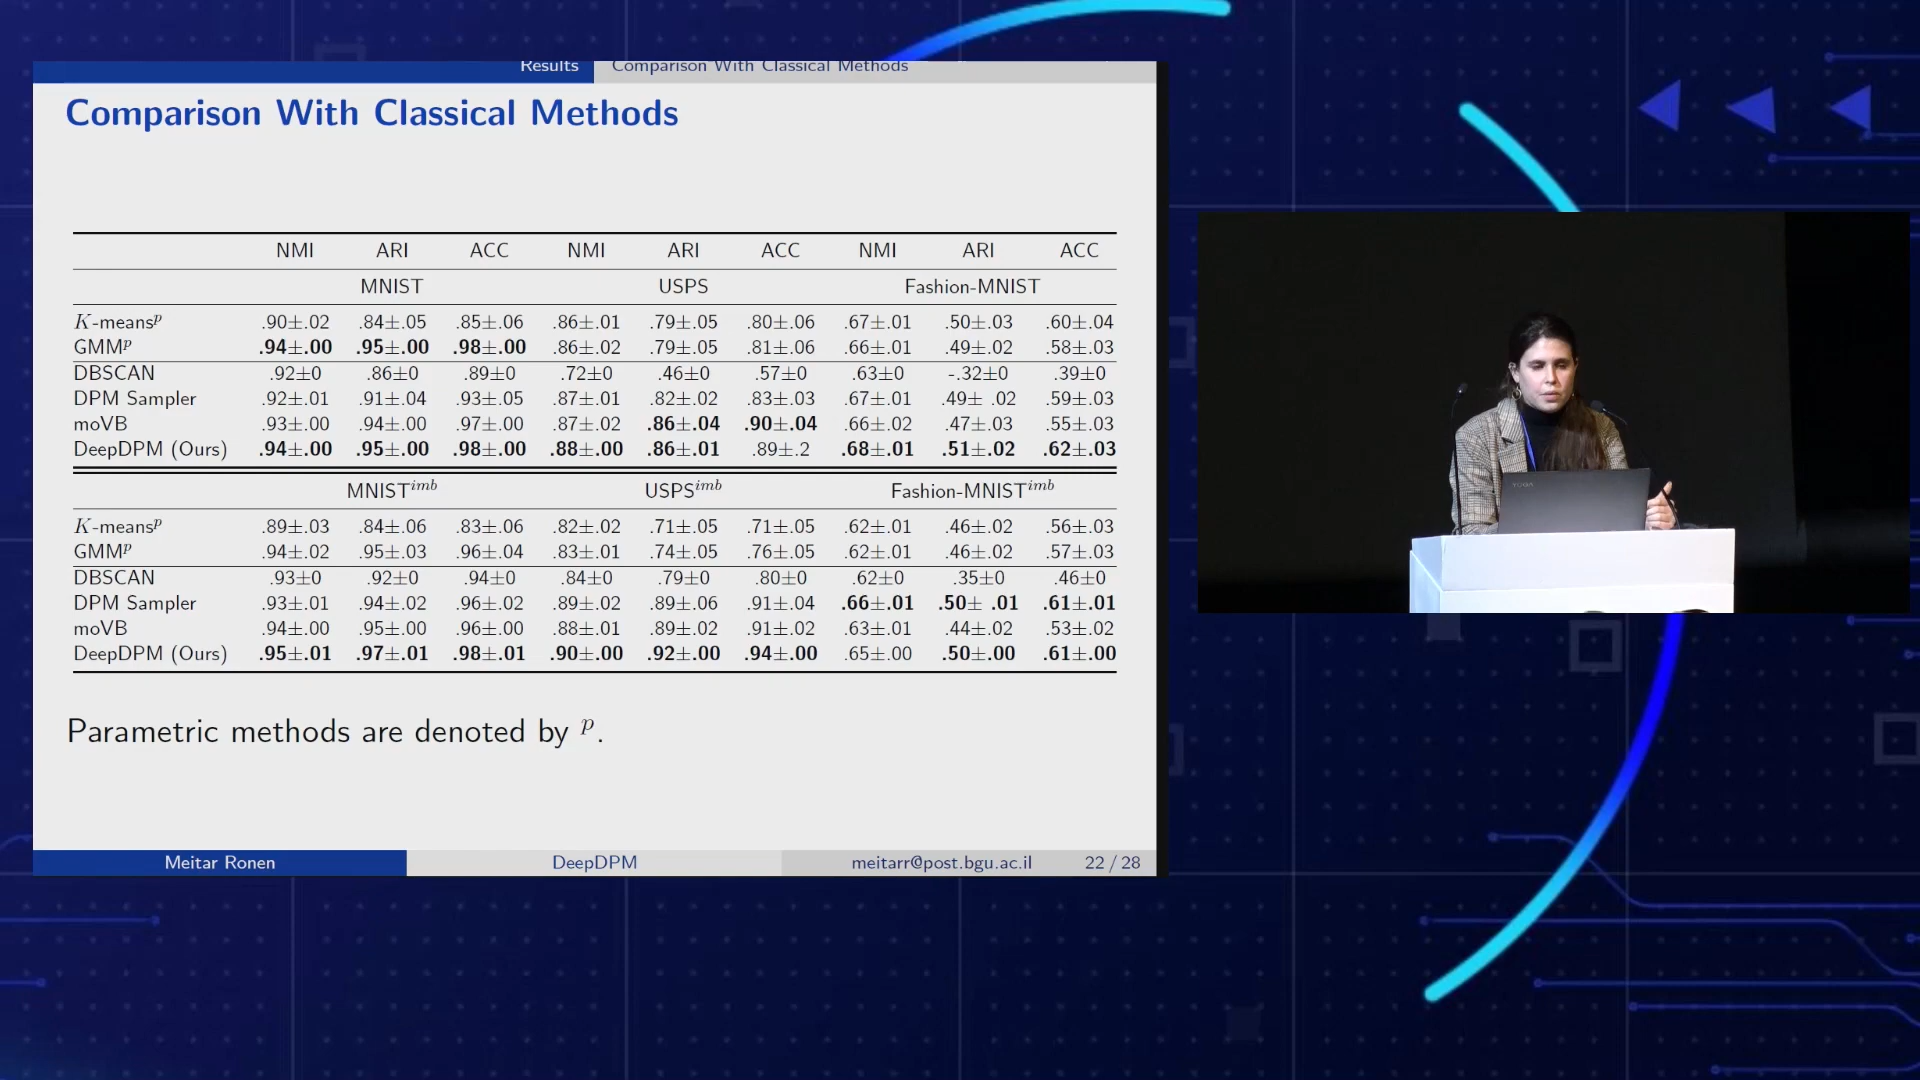 Results Comparison With Classical Methods
Comparison With Classical Methods
NMI ARI ACC NMI ARI ACC NMI ARI ACC
MNIST USPS Fashion-MNIST
K-meansᵖ .90±.02 .84±.05 .85±.06 .86±.01 .79±.05 .80±.06 .67±.01 .50±.03 .60±.04
GMMᵖ .94±.00 .95±.00 .98±.00 .86±.02 .79±.05 .81±.06 .66±.01 .49±.02 .58±.03
DBSCAN .92±0 .86±0 .89±0 .72±0 .46±0 .57±0 .63±0 -.32±0 .39±0
DPM Sampler .92±.01 .91±.04 .93±.05 .87±.01 .82±.02 .83±.03 .67±.01 .49± .02 .59±.03
moVB .93±.00 .94±.00 .97±.00 .87±.02 .86±.04 .90±.04 .66±.02 .47±.03 .55±.03
DeepDPM (Ours) .94±.00 .95±.00 .98±.00 .88±.00 .86±.01 .89±.2 .68±.01 .51±.02 .62±.03
MNISTⁱᵐᵇ USPSⁱᵐᵇ Fashion-MNISTⁱᵐᵇ
K-meansᵖ .89±.03 .84±.06 .83±.06 .82±.02 .71±.05 .71±.05 .62±.01 .46±.02 .56±.03
GMMᵖ .94±.02 .95±.03 .96±.04 .83±.01 .74±.05 .76±.05 .62±.01 .46±.02 .57±.03
DBSCAN .93±0 .92±0 .94±0 .84±0 .79±0 .80±0 .62±0 .35±0 .46±0
DPM Sampler .93±.01 .94±.02 .96±.02 .89±.02 .89±.06 .91±.04 .66±.01 .50± .01 .61±.01
moVB .94±.00 .95±.00 .96±.00 .88±.01 .89±.02 .91±.02 .63±.01 .44±.02 .53±.02
DeepDPM (Ours) .95±.01 .97±.01 .98±.01 .90±.00 .92±.00 .94±.00 .65±.00 .50±.00 .61±.00
Parametric methods are denoted by ᵖ.
Meitar Ronen DeepDPM meitarr@post.bgu.ac.il 22 / 28
YOGA